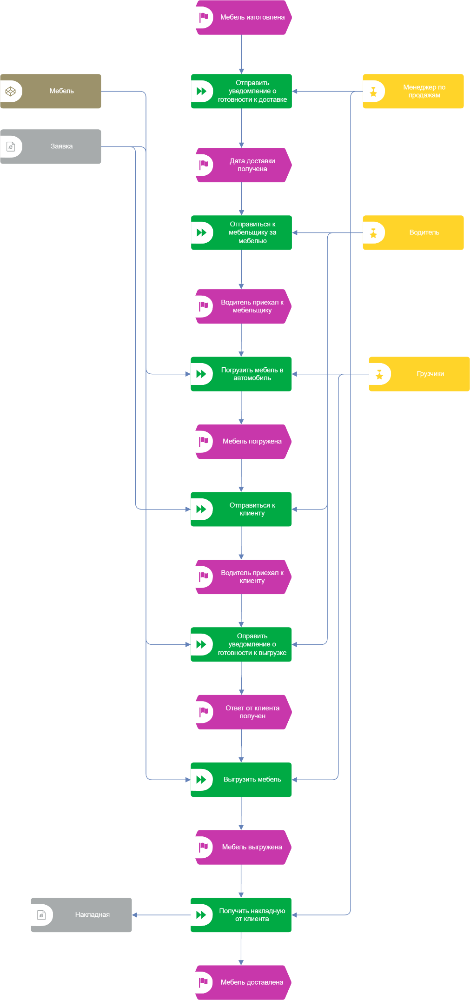 Мебель изготовлена
Мебель
Отправить
уведомление о
готовности к доставке
Менеджер по
продажам
Заявка
Дата доставки
получена
Отправиться к
мебельщику за
мебелью
Водитель
Водитель приехал к
мебельщику
Погрузить мебель в
автомобиль
Грузчики
Мебель погружена
Отправиться к
клиенту
Водитель приехал к
клиенту
Оправить
уведомление о
готовности к выгрузке
Ответ от клиента
получен
Выгрузить мебель
Мебель выгружена
Накладная
Получить накладную
от клиента
Мебель доставлена